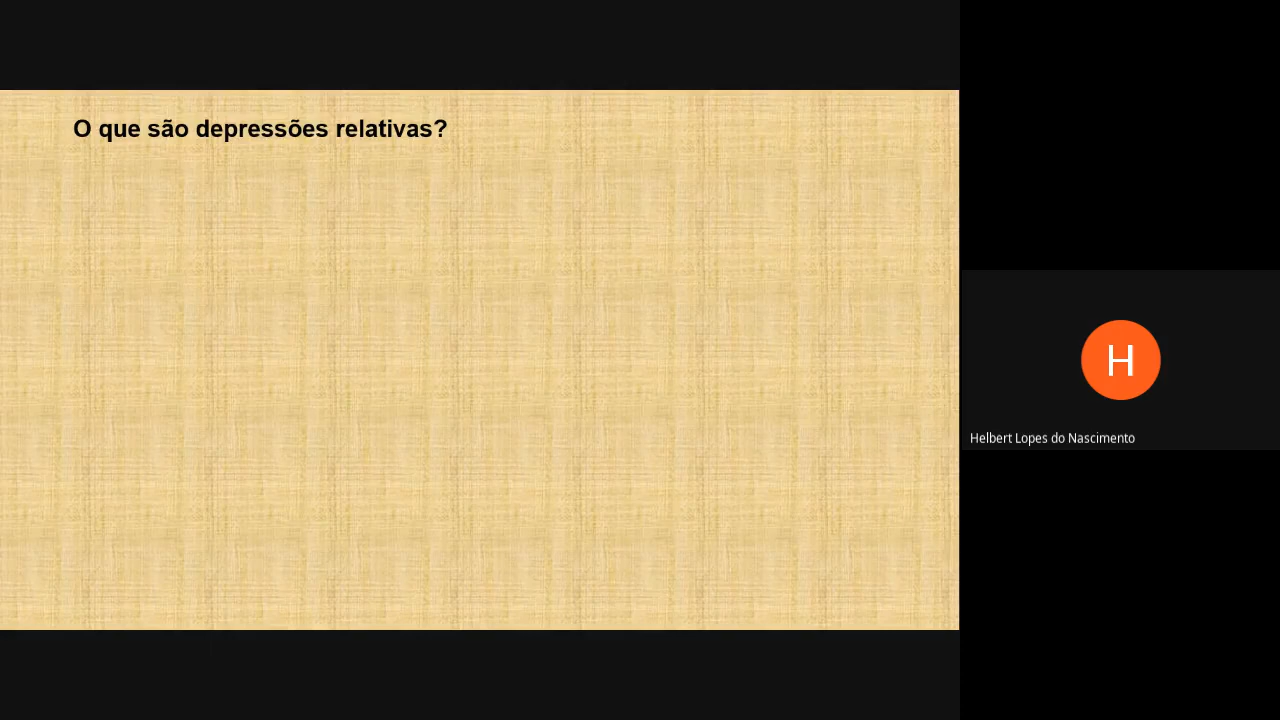 O que são depressões relativas?
H
Helbert Lopes do Nascimento